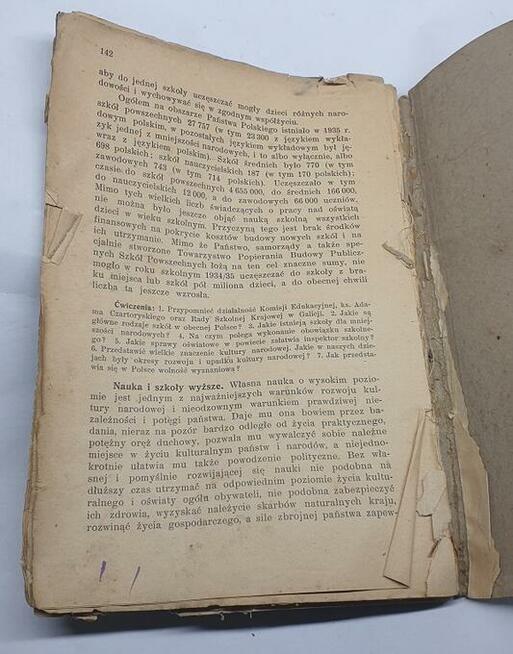 142
aby do jednej szkoły uczęszczać mogły dzieci różnych naro-
dowości i wychowywać się w zgodnym współżyciu.
Ogółem na obszarze Państwa Polskiego istniało w 1935 r.
szkół powszechnych 27 757 (w tym 23 300 z językiem wykła-
dowym polskim, w pozostałych językiem wykładowym był ję-
zyk jednej z mniejszości narodowych, i to albo wyłącznie, albo
wraz z językiem polskim). Szkół średnich było 770 (w tym
698 polskich; szkół nauczycielskich 187 (w tym 170 polskich);
zawodowych 743 (w tym 714 polskich). Uczęszczało w tym
czasie: do szkół powszechnych 4 655 000, do średnich 166 000,
do nauczycielskich 12 000, a do zawodowych 66 000 uczniów.
Mimo tych wielkich liczb świadczących o pracy nad oświatą
nie można było jeszcze objąć nauką szkolną wszystkich
dzieci w wieku szkolnym. Przyczyną tego jest brak środków
finansowych na pokrycie kosztów budowy nowych szkół i na
ich utrzymanie. Mimo że Państwo, samorządy a także spe-
cjalnie stworzone Towarzystwo Popierania Budowy Publicz-
nych Szkół Powszechnych łożą na ten cel znaczne sumy, nie
mogło w roku szkolnym 1934/35 uczęszczać do szkoły z bra-
ku miejsca lub szkół pół miliona dzieci, a do obecnej chwili
liczba ta jeszcze wzrosła.
Ćwiczenia: 1. Przypomnieć działalność Komisji Edukacyjnej, ks. Ada-
ma Czartoryskiego oraz Rady Szkolnej Krajowej w Galicji. 2. Jakie są
główne rodzaje szkół w obecnej Polsce? 3. Jakie istnieją szkoły dla mniej-
szości narodowych? 4. Na czym polega wykonanie obowiązku szkolne-
go? 5. Jakie sprawy oświatowe w powiecie załatwia inspektor szkolny?
6. Przedstawić wielkie znaczenie kultury narodowej. Jakie w naszych dzie-
jach były okresy rozwoju i upadku kultury narodowej? 7. Jak przedsta-
wia się w Polsce wolność wyznaniowa?
Nauka i szkoły wyższe. Własna nauka o wysokim pozio-
mie jest jednym z najważniejszych warunków rozwoju kul-
tury narodowej i nieodzownym warunkiem prawdziwej nie-
zależności i potęgi państwa. Daje mu ona bowiem przez ba-
dania, nieraz na pozór bardzo odległe od życia praktycznego,
potężny oręż duchowy, pozwala mu wywalczyć sobie należne
miejsce w życiu kulturalnym państw i narodów, a niejedno-
krotnie ułatwia mu także powodzenie polityczne. Bez wła-
snej i pomyślnie rozwijającej się nauki nie podobna na
dłuższy czas utrzymać na odpowiednim poziomie życia kultu-
ralnego i oświaty ogółu obywateli, nie podobna zabezpieczyć
ich zdrowia, wyzyskać należycie skarbów naturalnych kraju,
rozwinąć życia gospodarczego, a sile zbrojnej państwa zapew-